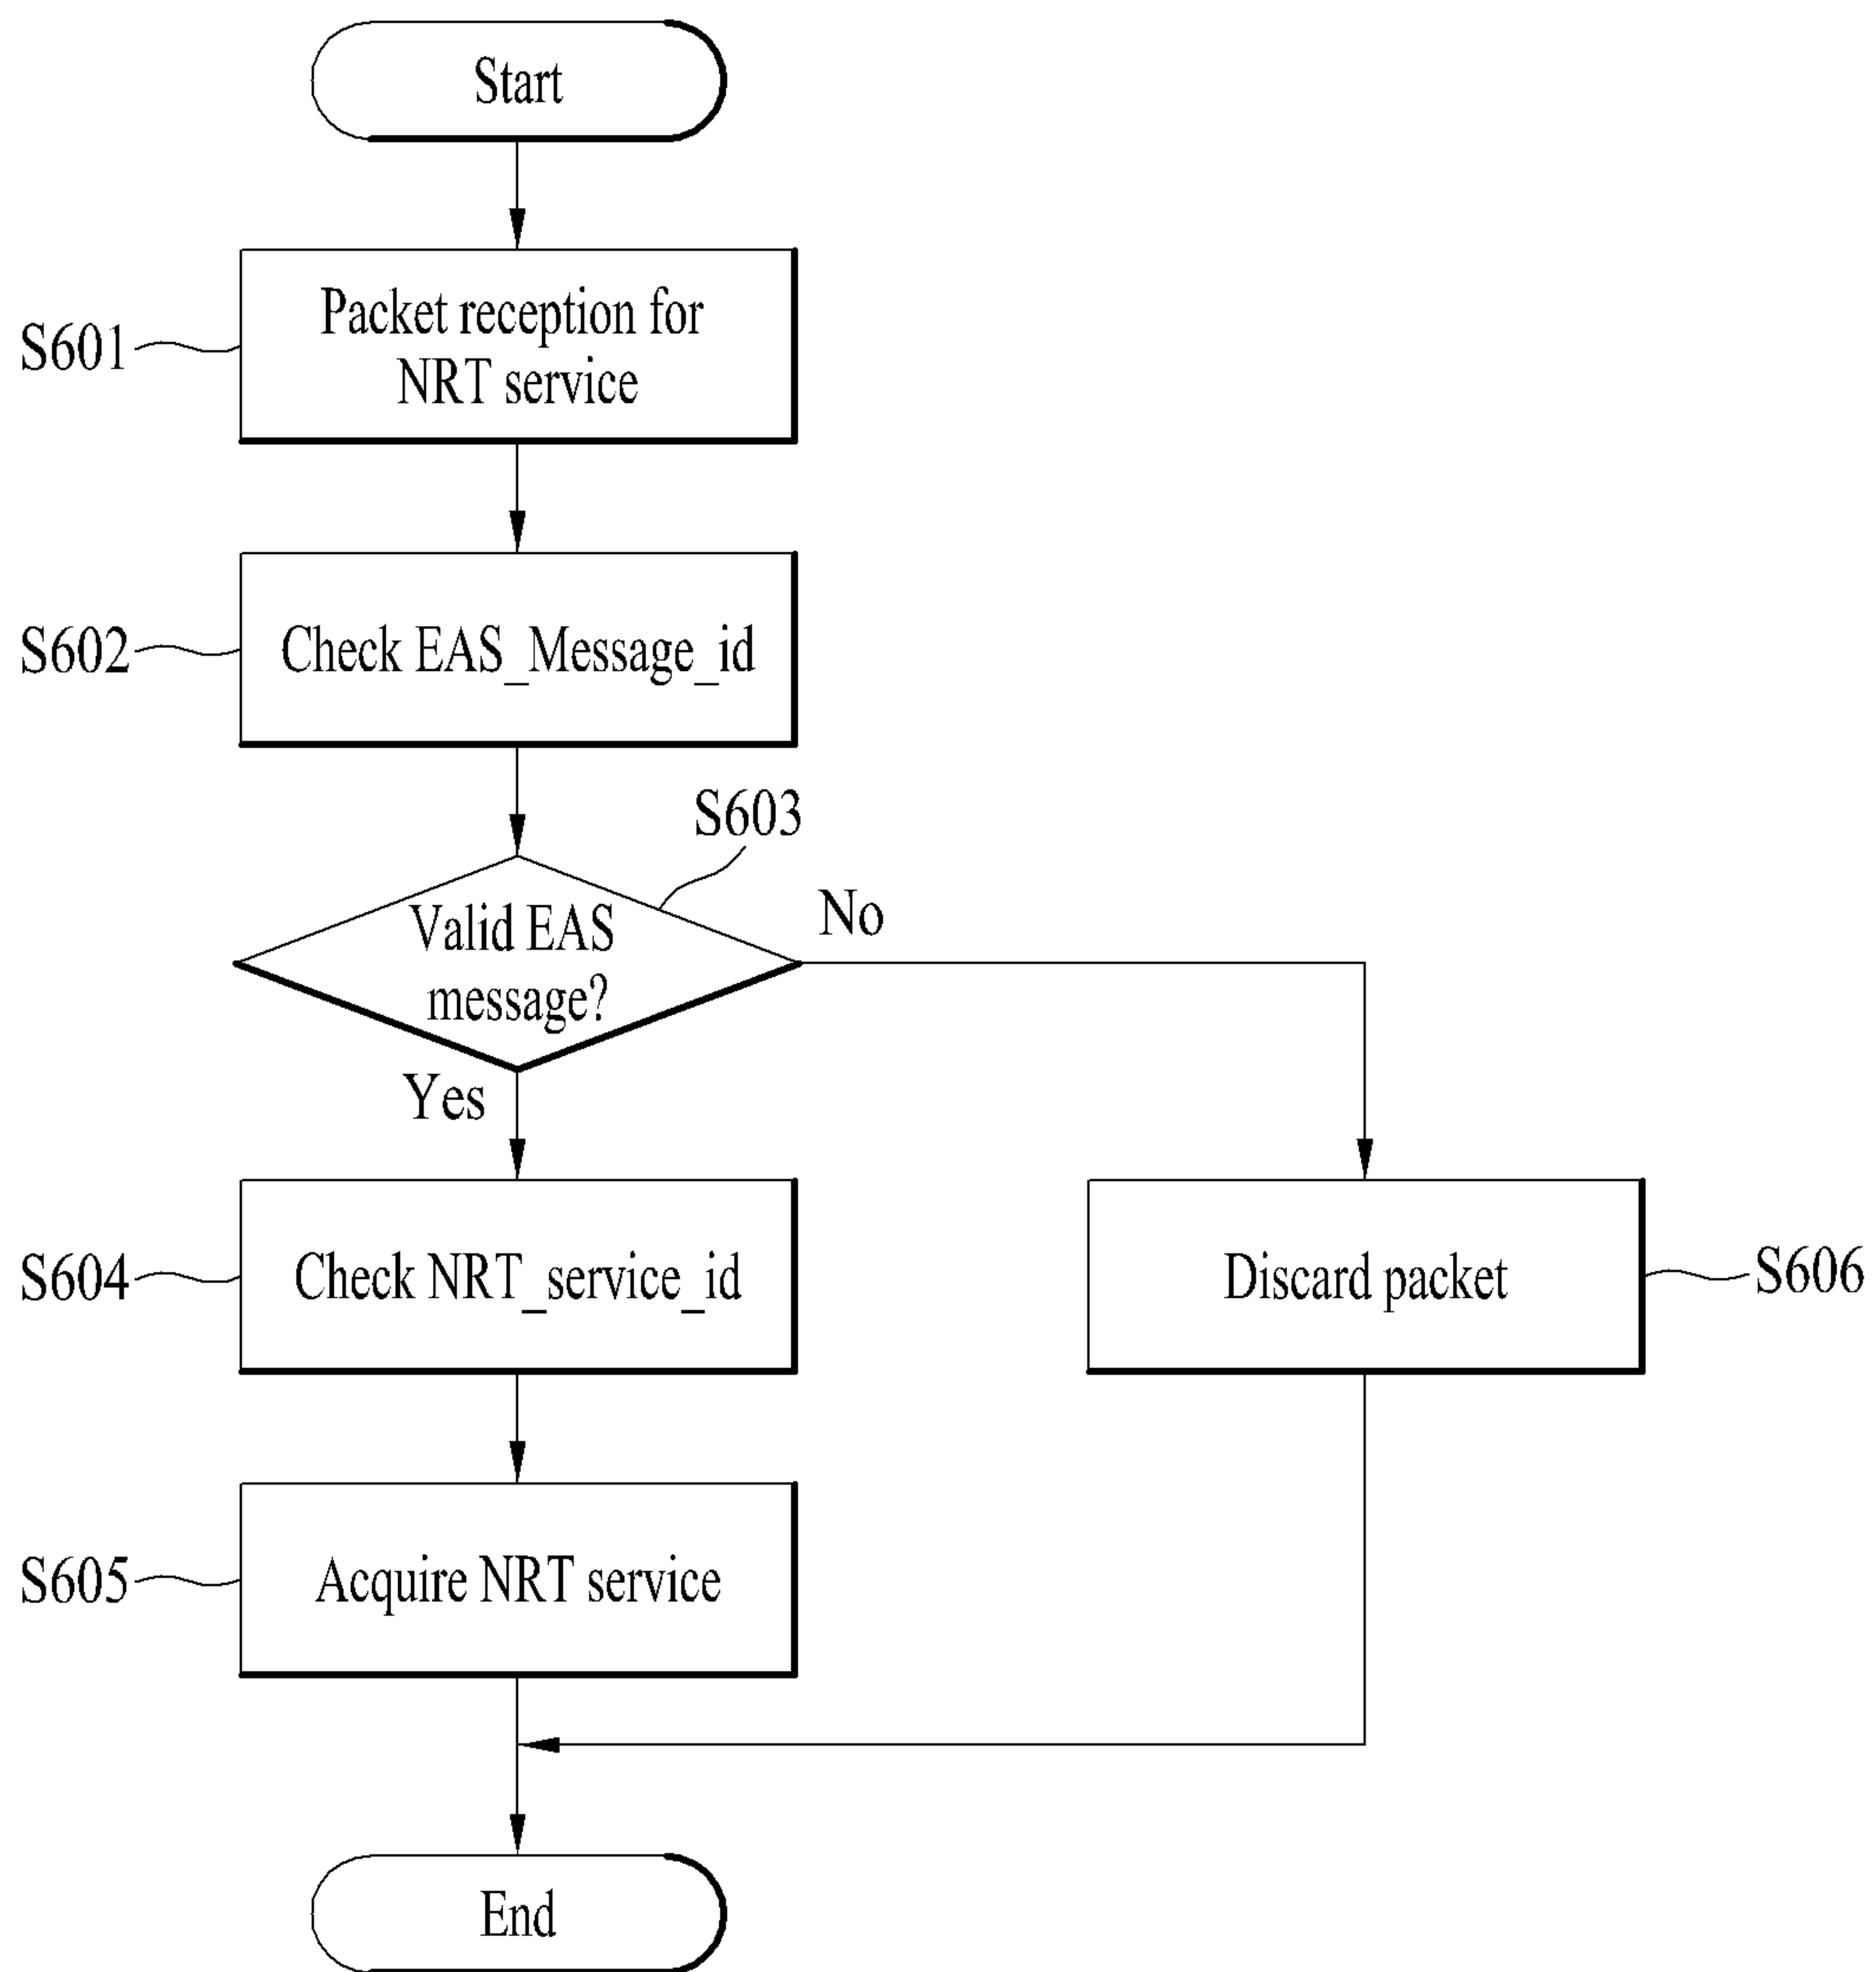 Start
Packet reception for
NRT service
S601
Check EAS_Message_id
S602
S603
Valid EAS
message?
No
Yes
Check NRT_service_id
S604
Discard packet
S606
Acquire NRT service
S605
End